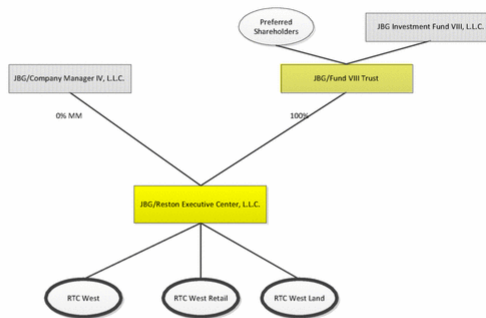 Preferred
Shareholders
JBG Investment Fund VIII, L.L.C.
JBG/Company Manager IV, L.L.C.
JBG/Fund VIII Trust
0% MM
100%
JBG/Reston Executive Center, L.L.C.
RTC West
RTC West Retail
RTC West Land